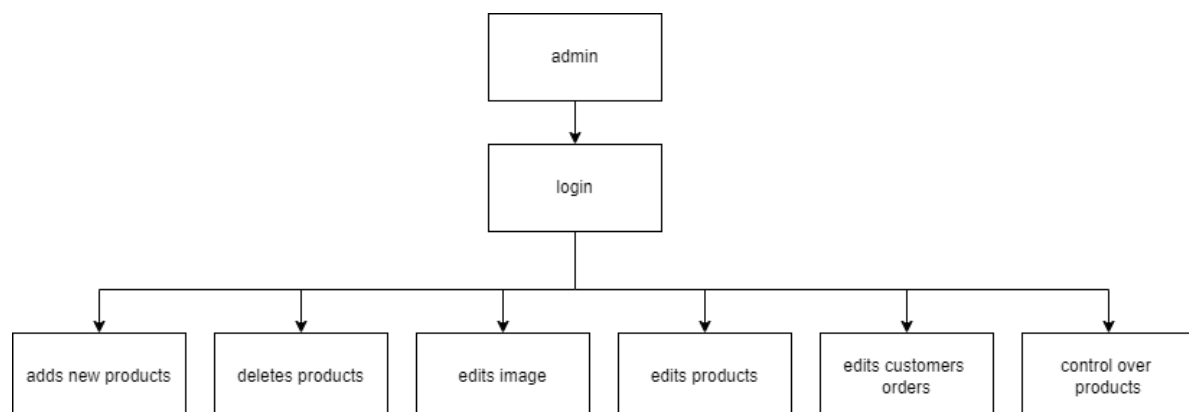 admin
login
adds new products
deletes products
edits image
edits products
edits customers
orders
control over
products